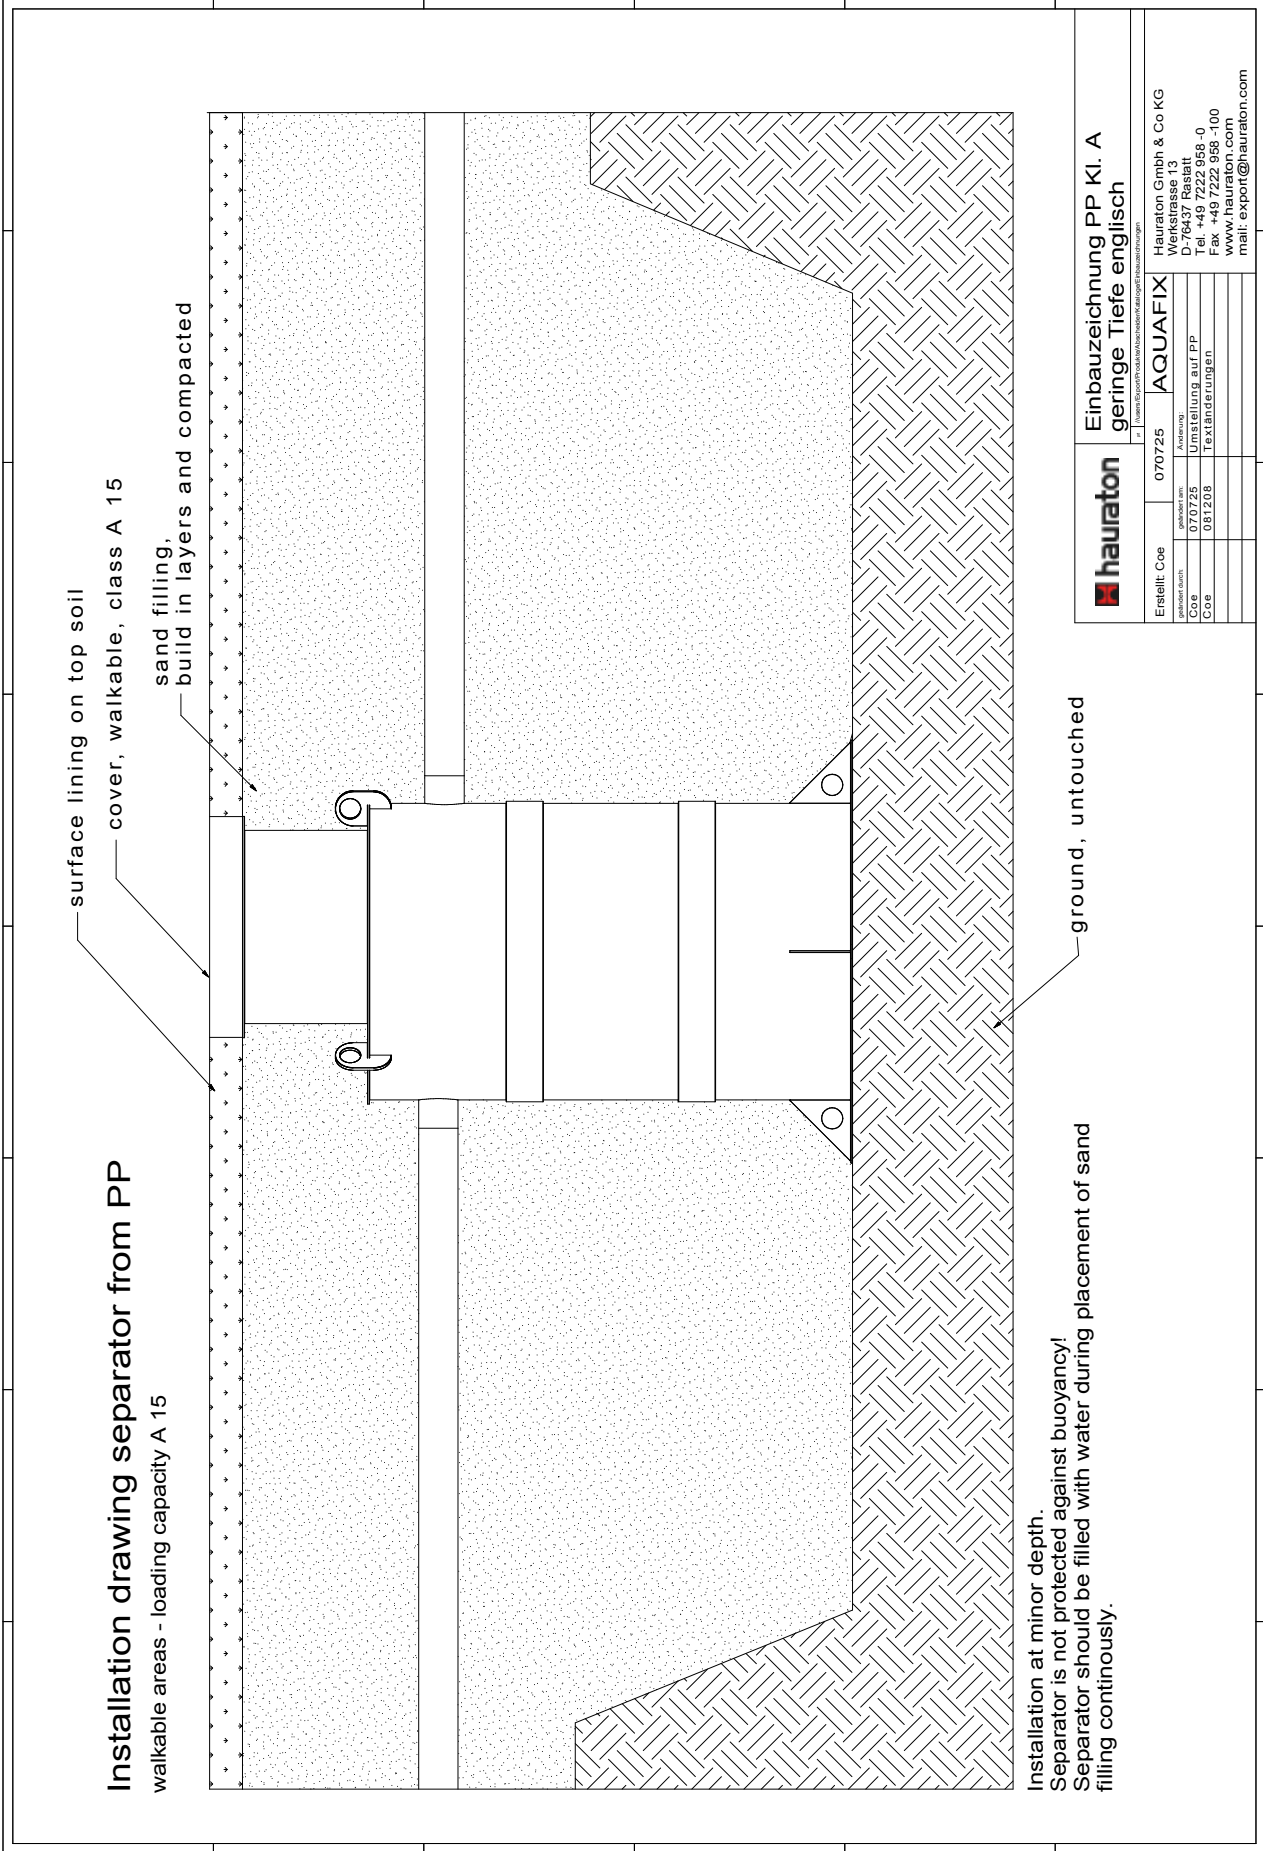 Installation drawing separator from PP
walkable areas - loading capacity A 15
surface lining on top soil
cover, walkable, class A 15
sand filling,
build in layers and compacted
ground, untouched
Installation at minor depth.
Separator is not protected against buoyancy!
Separator should be filled with water during placement of sand
filling continously.
hauraton
Einbauzeichnung PP Kl. A
geringe Tiefe englisch
Erstellt: Coe
070725
AQUAFIX
geändert durch:
geändert am:
Änderung:
Coe
070725
Umstellung auf PP
Coe
081208
Textänderungen
Hauraton Gmbh & Co KG
Werkstrasse 13
D-76437 Rastatt
Tel. +49 7222 958 -0
Fax +49 7222 958 -100
www.hauraton.com
mail: export@hauraton.com